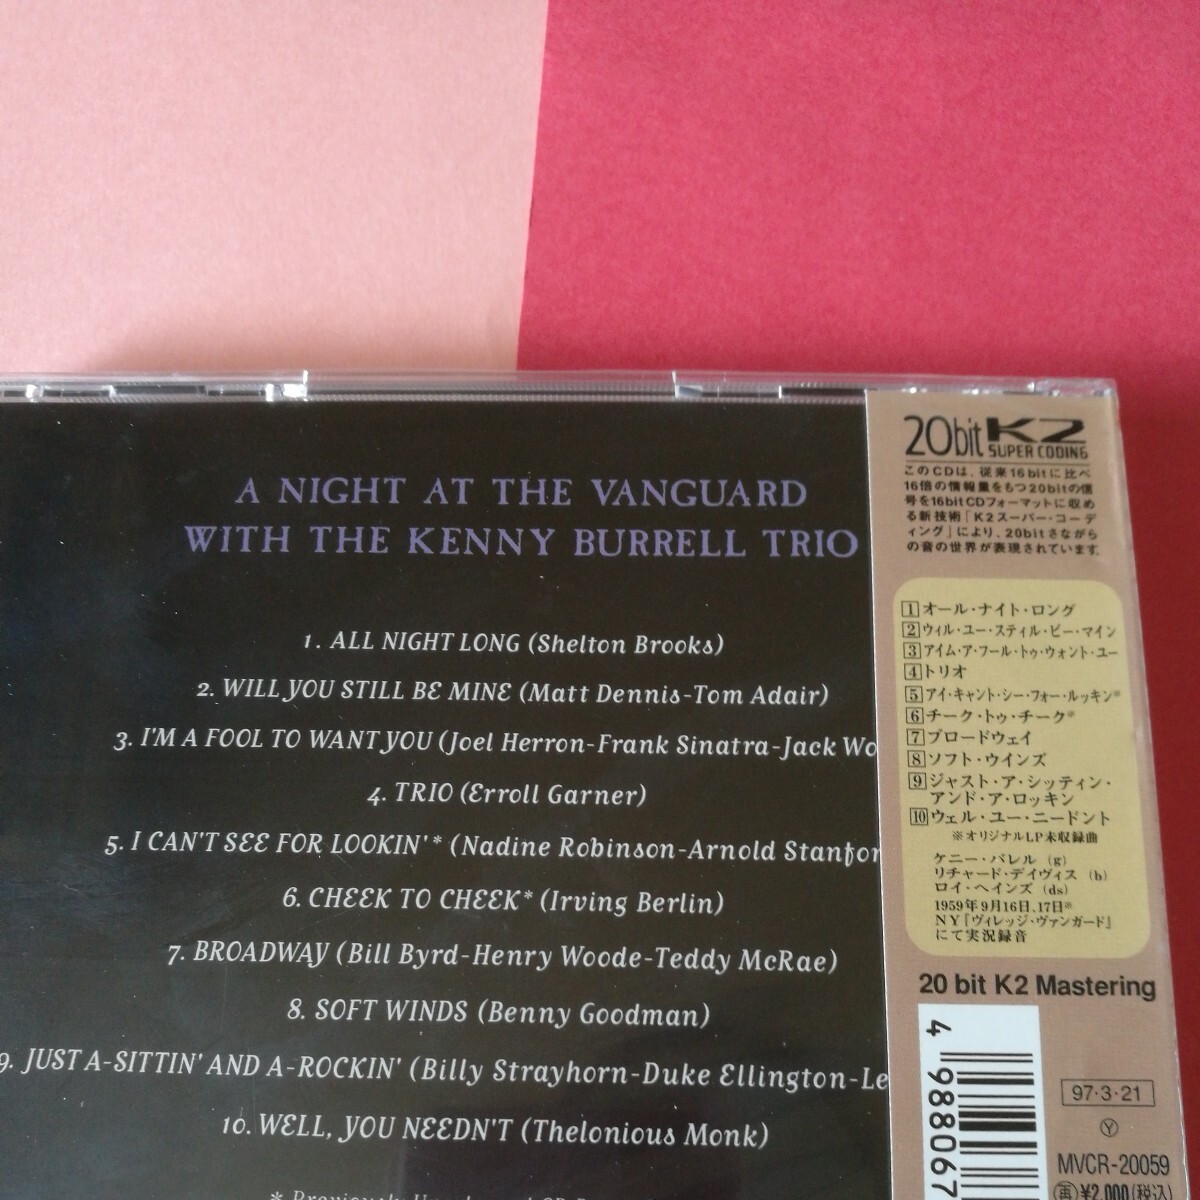 A NIGHT AT THE VANGUARD
WITH THE KENNY BURRELL TRIO
1. ALL NIGHT LONG (Shelton Brooks)
2. WILL YOU STILL BE MINE (Matt Dennis-Tom Adair)
3. I'M A FOOL TO WANT YOU (Joel Herron-Frank Sinatra-Jack Wo
4. TRIO (Erroll Garner)
5. I CAN'T SEE FOR LOOKIN'* (Nadine Robinson-Arnold Stanfor
6. CHEEK TO CHEEK* (Irving Berlin)
7. BROADWAY (Bill Byrd-Henry Woode-Teddy McRae)
8. SOFT WINDS (Benny Goodman)
9. JUST A-SITTIN' AND A-ROCKIN' (Billy Strayhorn-Duke Ellington-Le
10. WELL, YOU NEEDN'T (Thelonious Monk)
* Previously
20bit K2
SUPER CODING
このCDは、従来16bitに比べ
16倍の情報量をもつ20bitの信
号を16bitCDフォーマットに収め
る新技術「K2スーパー・コーデ
ィング」により、20bitさながら
の音の世界が表現されています。
1 オール・ナイト・ロング
2 ウィル・ユー・スティル・ビー・マイン
3 アイム・ア・フール・トゥ・ウォント・ユー
4 トリオ
5 アイ・キャント・シー・フォー・ルッキン※
6 チーク・トゥ・チーク※
7 ブロードウェイ
8 ソフト・ウインズ
9 ジャスト・ア・シッティン・
アンド・ア・ロッキン
10 ウェル・ユー・ニードント
※オリジナルLP未収録曲
ケニー・バレル (g)
リチャード・デイヴィス (b)
ロイ・ヘインズ (ds)
1959年9月16日、17日※
NY『ヴィレッジ・ヴァンガード』
にて実況録音
20 bit K2 Mastering
4 988067
97・3・21
Y
MVCR-20059
再¥2,000(税込)